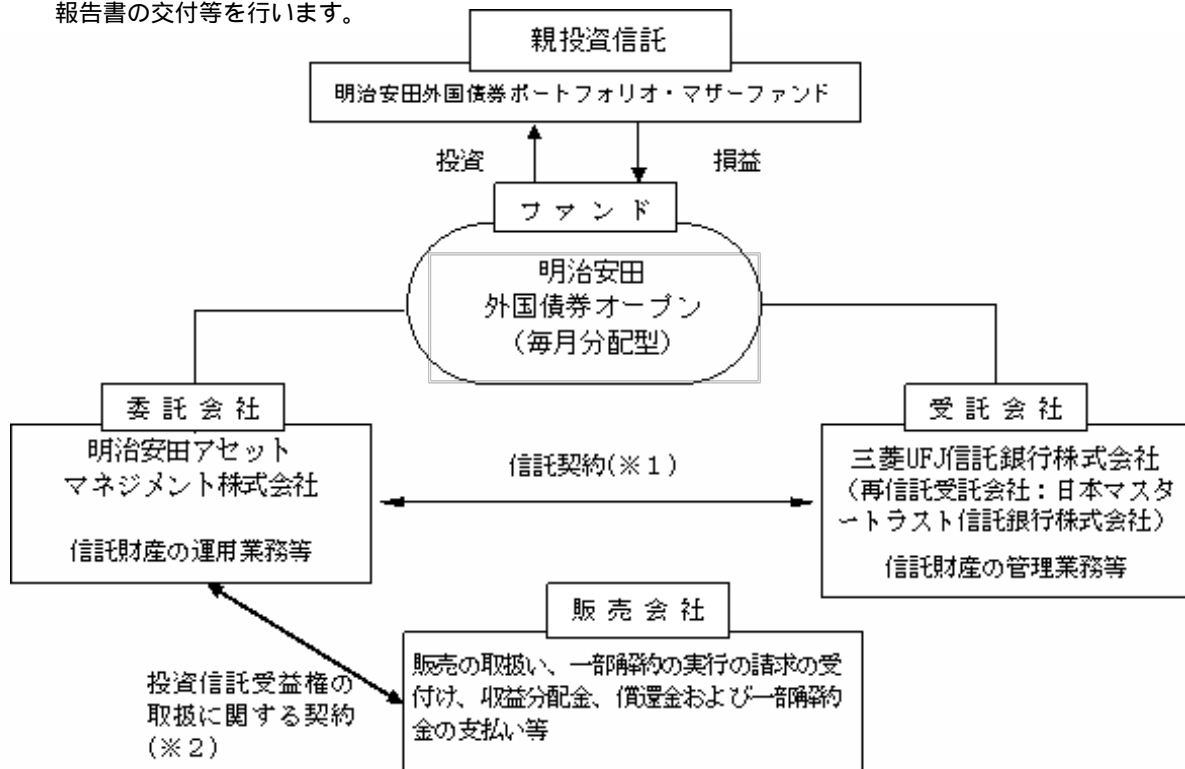 報告書の交付等を行います。
親投資信託
明治安田外国債券ポートフォリオ・マザーファンド
投資
損益
ファンド
明治安田
外国債券オープン
（毎月分配型）
委託会社
明治安田アセット
マネジメント株式会社
信託財産の運用業務等
信託契約(※１)
受託会社
三菱UFJ信託銀行株式会社
（再信託受託会社：日本マスタ
ートラスト信託銀行株式会社）
信託財産の管理業務等
投資信託受益権の
取扱に関する契約
(※２)
販売会社
販売の取扱い、一部解約の実行の請求の受
付け、収益分配金、償還金および一部解約
金の支払い等